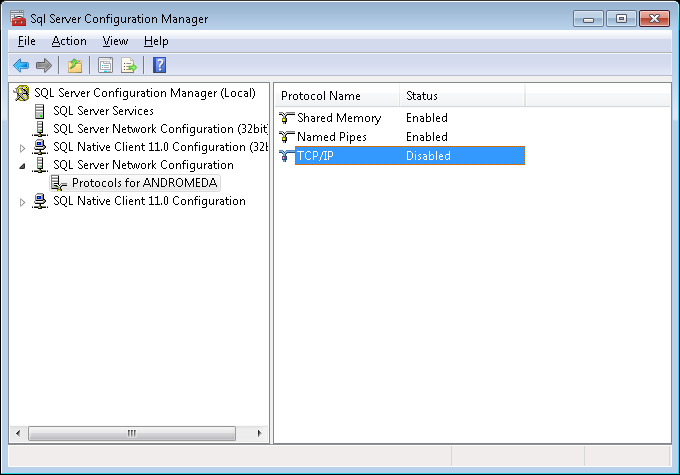 Sql Server Configuration Manager
File Action View Help
SQL Server Configuration Manager (Local)
SQL Server Services
SQL Server Network Configuration (32bit
SQL Native Client 11.0 Configuration (32b
SQL Server Network Configuration
Protocols for ANDROMEDA
SQL Native Client 11.0 Configuration
Protocol Name Status
Shared Memory Enabled
Named Pipes Enabled
TCP/IP Disabled